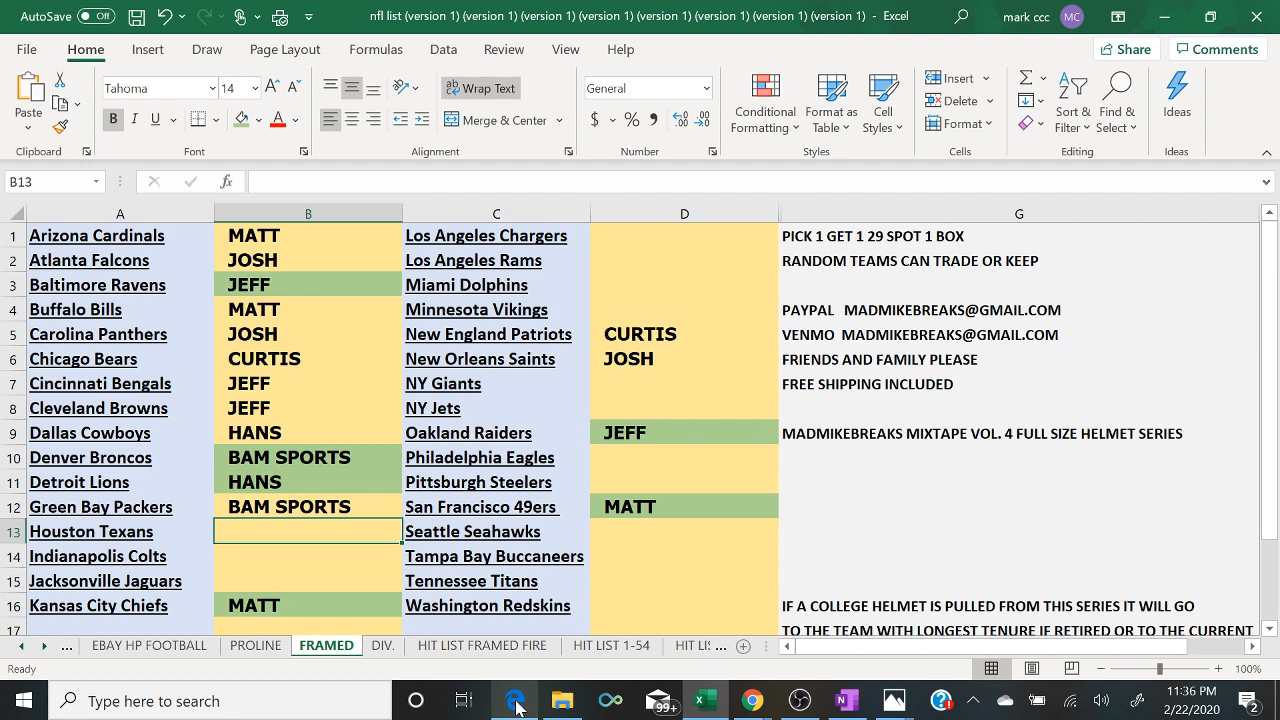 AutoSave Off nfl list (version 1) (version 1) (version 1) (version 1) (version 1) (version 1) (version 1) - Excel mark ccc MC
File Home Insert Draw Page Layout Formulas Data Review View Help Share Comments
Paste Tahoma 14 A A ab Wrap Text General Conditional Formatting Format as Table Cell Styles Insert Delete Format Sort & Filter Find & Select Ideas
B I U A Merge & Center $ % ,
Clipboard Font Alignment Number Styles Cells Editing Ideas
B13 fx
A B C D G
1 Arizona Cardinals MATT Los Angeles Chargers PICK 1 GET 1 29 SPOT 1 BOX
2 Atlanta Falcons JOSH Los Angeles Rams RANDOM TEAMS CAN TRADE OR KEEP
3 Baltimore Ravens JEFF Miami Dolphins
4 Buffalo Bills MATT Minnesota Vikings PAYPAL MADMIKEBREAKS@GMAIL.COM
5 Carolina Panthers JOSH New England Patriots CURTIS VENMO MADMIKEBREAKS@GMAIL.COM
6 Chicago Bears CURTIS New Orleans Saints JOSH FRIENDS AND FAMILY PLEASE
7 Cincinnati Bengals JEFF NY Giants FREE SHIPPING INCLUDED
8 Cleveland Browns JEFF NY Jets
9 Dallas Cowboys HANS Oakland Raiders JEFF MADMIKEBREAKS MIXTAPE VOL. 4 FULL SIZE HELMET SERIES
10 Denver Broncos BAM SPORTS Philadelphia Eagles
11 Detroit Lions HANS Pittsburgh Steelers
12 Green Bay Packers BAM SPORTS San Francisco 49ers MATT
13 Houston Texans Seattle Seahawks
14 Indianapolis Colts Tampa Bay Buccaneers
15 Jacksonville Jaguars Tennessee Titans
16 Kansas City Chiefs MATT Washington Redskins IF A COLLEGE HELMET IS PULLED FROM THIS SERIES IT WILL GO
17 TO THE TEAM WITH LONGEST TENURE IF RETIRED OR TO THE CURRENT
... EBAY HP FOOTBALL PROLINE FRAMED DIV. HIT LIST FRAMED FIRE HIT LIST 1-54 HIT LIS ...
Ready 100%
Type here to search 99+ 11:36 PM
2/22/2020 2